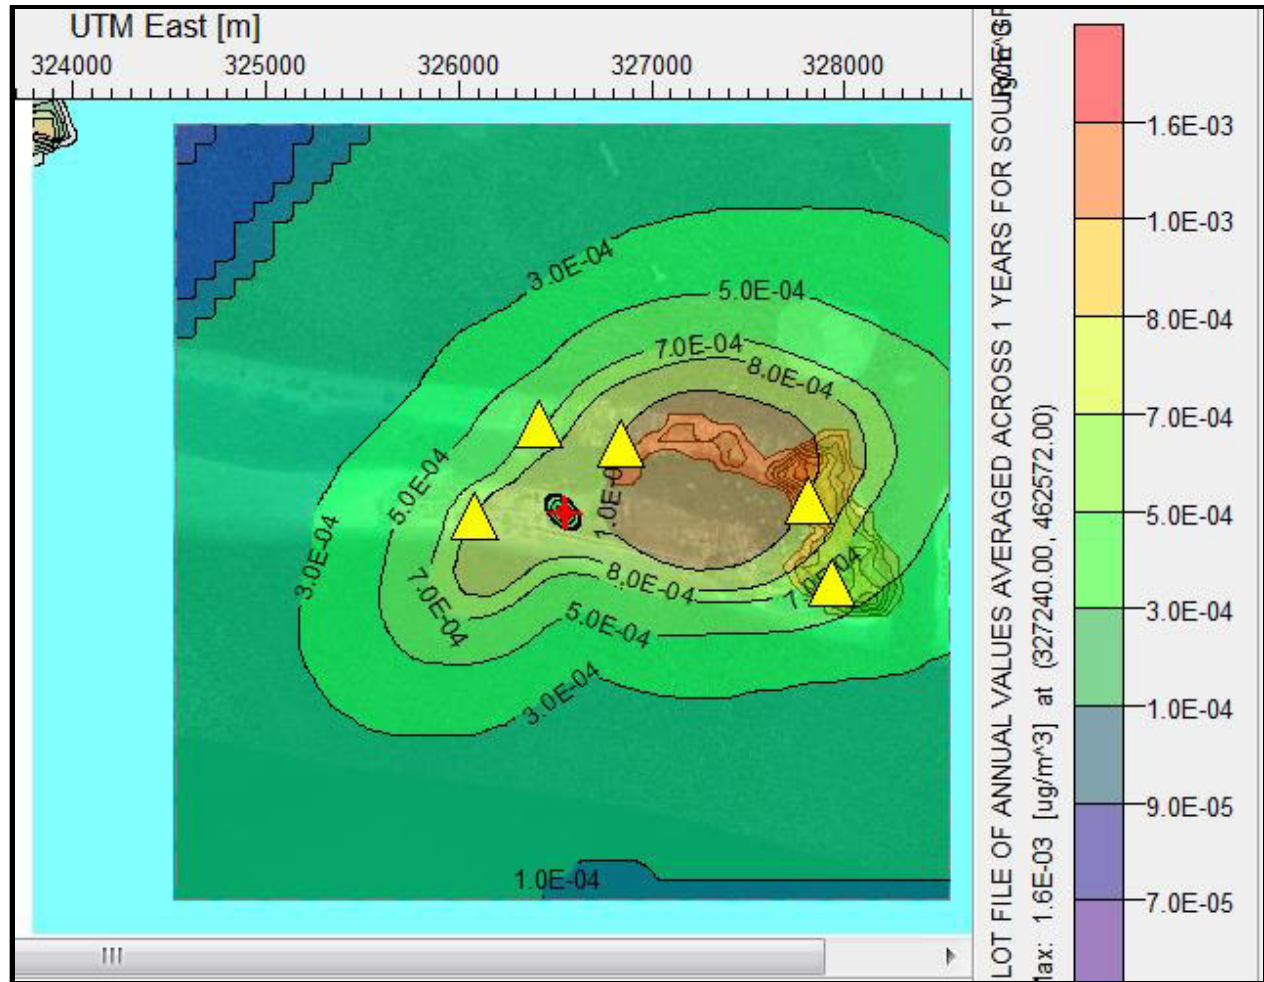 UTM East [m]
324000 325000 326000 327000 328000
3.0E-04
5.0E-04
7.0E-04
8.0E-04
5.0E-04
3.0E-04
7.0E-04
8.0E-04
5.0E-04
3.0E-04
1.0E-04
LOT FILE OF ANNUAL VALUES AVERAGED ACROSS 1 YEARS FOR SOURCE
lax: 1.6E-03 [ug/m^3] at (327240.00, 462572.00)
1.6E-03
1.0E-03
8.0E-04
7.0E-04
5.0E-04
3.0E-04
1.0E-04
9.0E-05
7.0E-05